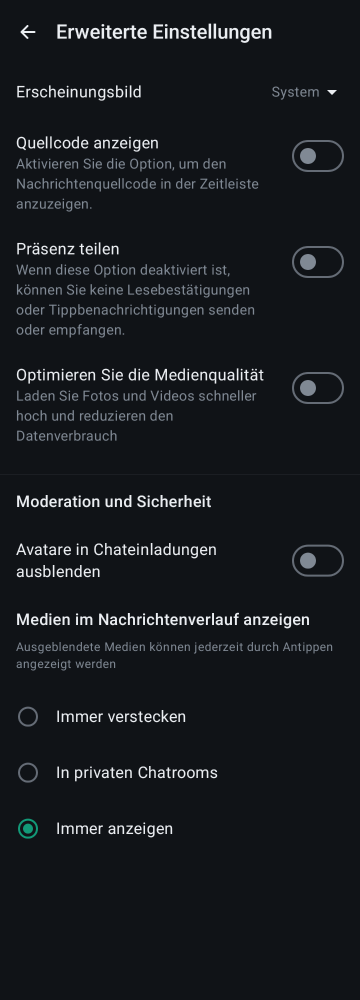 Erweiterte Einstellungen
Erscheinungsbild
System
Quellcode anzeigen
Aktivieren Sie die Option, um den
Nachrichtenquellcode in der Zeitleiste
anzuzeigen.
Präsenz teilen
Wenn diese Option deaktiviert ist,
können Sie keine Lesebestätigungen
oder Tippbenachrichtigungen senden
oder empfangen.
Optimieren Sie die Medienqualität
Laden Sie Fotos und Videos schneller
hoch und reduzieren den
Datenverbrauch
Moderation und Sicherheit
Avatare in Chateinladungen
ausblenden
Medien im Nachrichtenverlauf anzeigen
Ausgeblendete Medien können jederzeit durch Antippen
angezeigt werden
Immer verstecken
In privaten Chatrooms
Immer anzeigen